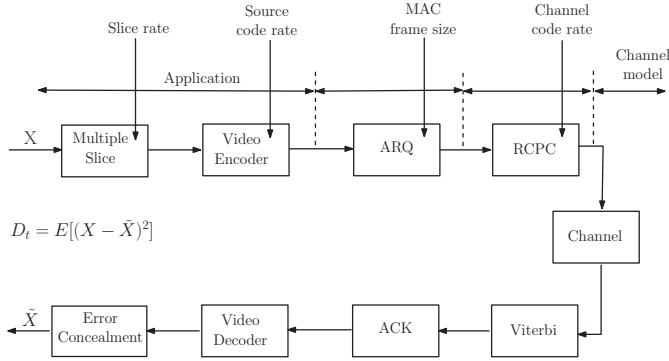 Slice rate
Source
code rate
MAC
frame size
Channel
code rate
Channel
model
Application
X
Multiple
Slice
Video
Encoder
ARQ
RCPC
D_t = E[(X − X̃)²]
Channel
X̃
Error
Concealment
Video
Decoder
ACK
Viterbi